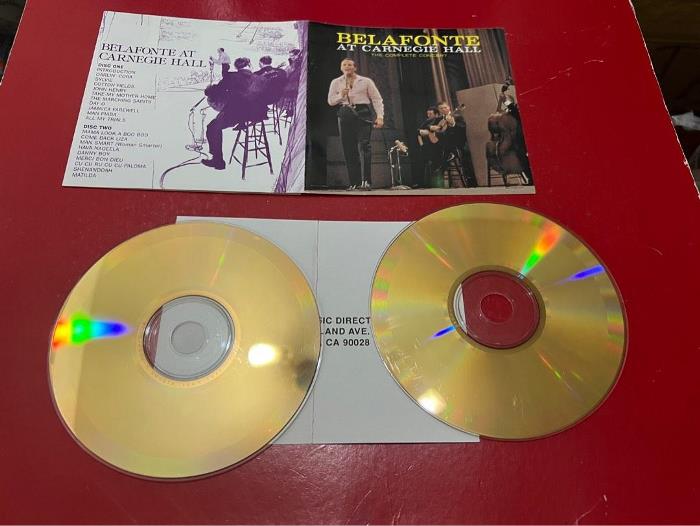 BELAFONTE AT
CARNEGIE HALL
DISC ONE
INTRODUCTION
DARLIN' CORA
SYLVIE
COTTON FIELDS
JOHN HENRY
TAKE MY MOTHER HOME
THE MARCHING SAINTS
DAY O
JAMAICA FAREWELL
MAN PIABA
ALL MY TRIALS
DISC TWO
MAMA LOOK A BOO BOO
COME BACK LIZA
MAN SMART (Woman Smarter)
HAVA NAGEELA
DANNY BOY
MERCI BON DIEU
CU CU RU CU CU PALOMA
SHENANDOAH
MATILDA
BELAFONTE
AT CARNEGIE HALL
THE COMPLETE CONCERT
SIC DIRECT
LAND AVE.
CA 90028